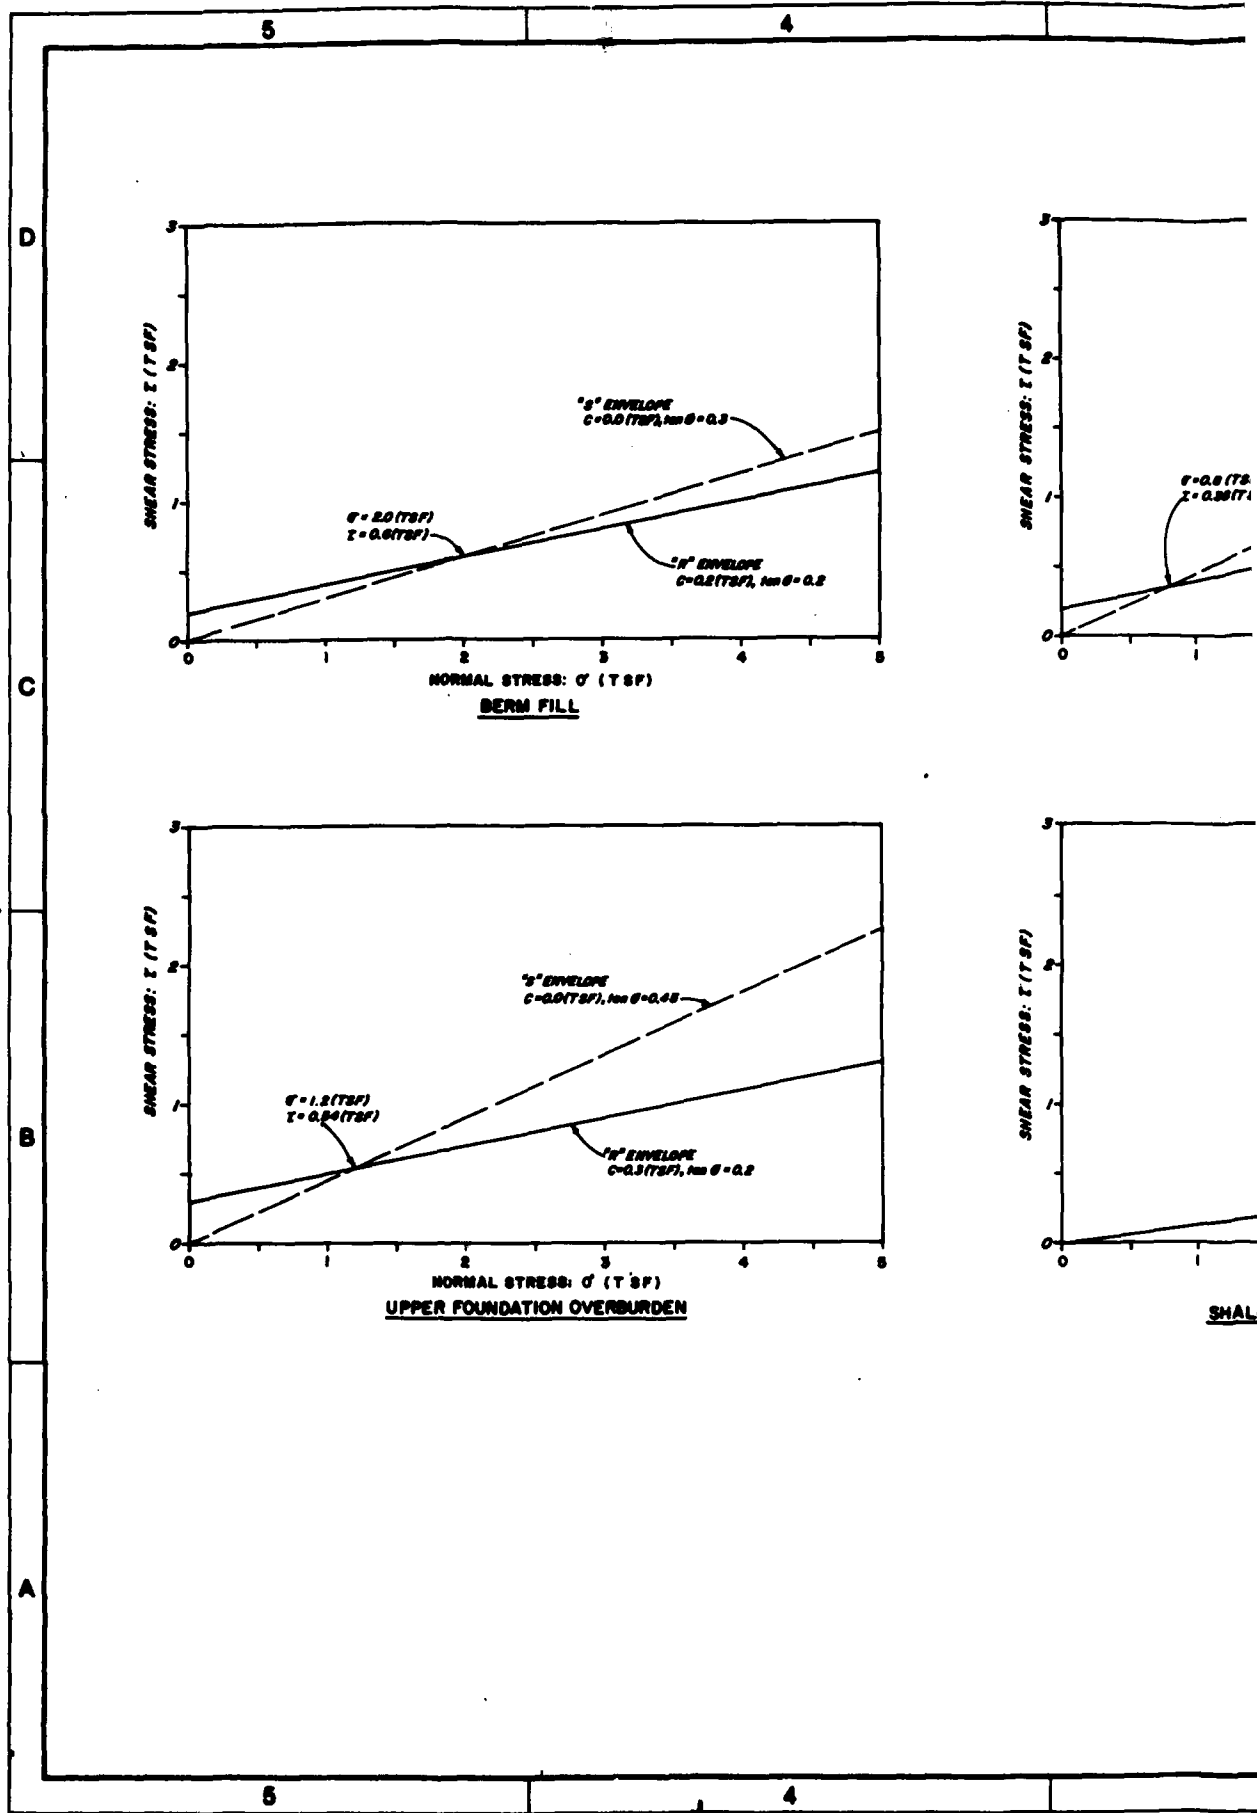 5
4
D
C
B
A
3
2
1
0
SHEAR STRESS: τ (TSF)
"S" ENVELOPE
C=0.0(TSF), tan Ø=0.3
σ = 2.0 (TSF)
τ = 0.6(TSF)
"R" ENVELOPE
C=0.2(TSF), tan Ø=0.2
0
1
2
3
4
5
NORMAL STRESS: σ (TSF)
BERM FILL
3
2
1
0
SHEAR STRESS: τ (TSF)
0
1
3
2
1
0
SHEAR STRESS: τ (TSF)
"S" ENVELOPE
C=0.0(TSF), tan Ø=0.45
σ = 1.2(TSF)
τ = 0.54(TSF)
"R" ENVELOPE
C=0.3(TSF), tan Ø=0.2
0
1
2
3
4
5
NORMAL STRESS: σ (TSF)
UPPER FOUNDATION OVERBURDEN
3
2
1
0
SHEAR STRESS: τ (TSF)
0
1
SHAL
5
4